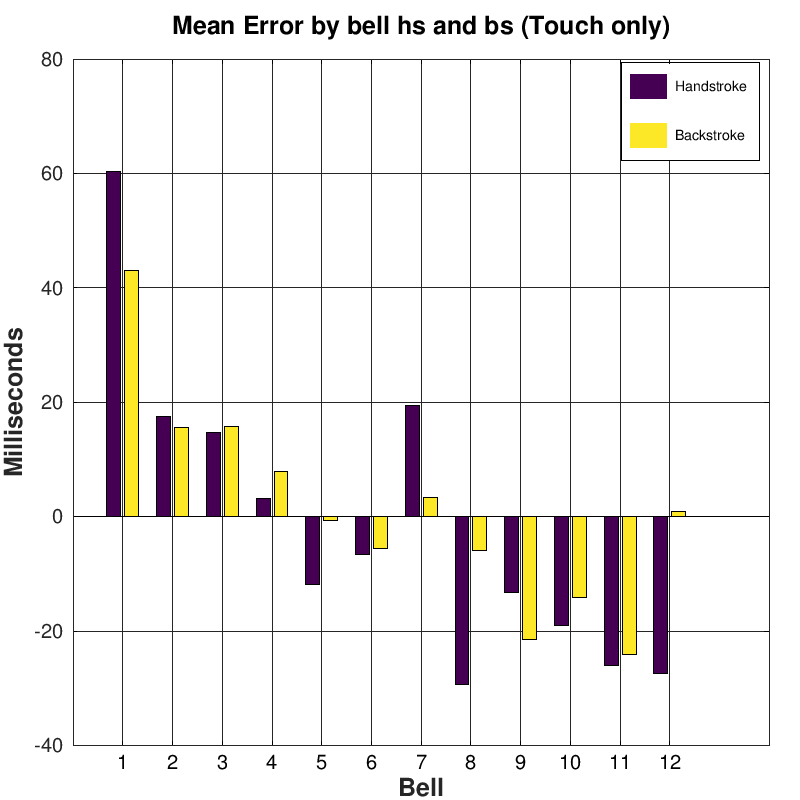 Mean Error by bell hs and bs (Touch only)
Handstroke
Backstroke
Milliseconds
80
60
40
20
0
-20
-40
1 2 3 4 5 6 7 8 9 10 11 12
Bell